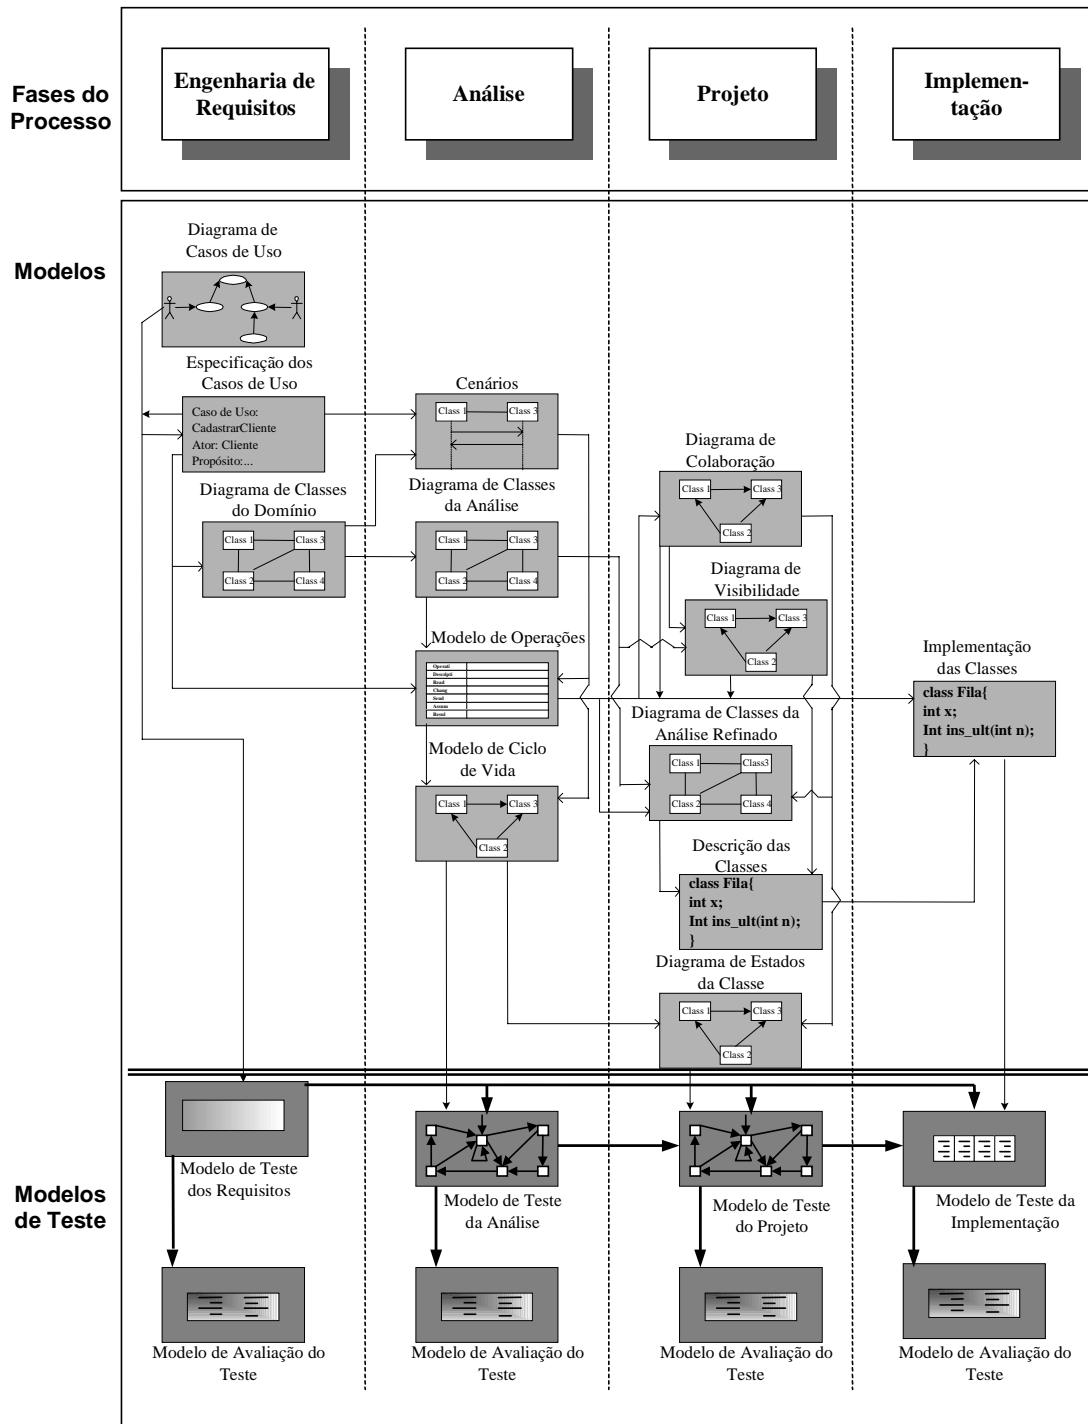 Fases do
Processo
Engenharia de
Requisitos
Análise
Projeto
Implemen-
tação
Modelos
Diagrama de
Casos de Uso
Especificação dos
Casos de Uso
Caso de Uso:
CadastrarCliente
Ator: Cliente
Propósito:...
Diagrama de Classes
do Domínio
Class 1
Class 3
Class 2
Class 4
Cenários
Class 1
Class 3
Diagrama de Classes
da Análise
Class 1
Class 3
Class 2
Class 4
Modelo de Operações
Operati
Descripti
Read
Chang
Send
Assum
Resul
Modelo de Ciclo
de Vida
Class 1
Class 3
Class 2
Diagrama de
Colaboração
Class 1
Class 3
Class 2
Diagrama de
Visibilidade
Class 1
Class 3
Class 2
Diagrama de Classes da
Análise Refinado
Class 1
Class3
Class 2
Class 4
Descrição das
Classes
class Fila{
int x;
Int ins_ult(int n);
}
Diagrama de Estados
da Classe
Class 1
Class 3
Class 2
Implementação
das Classes
class Fila{
int x;
Int ins_ult(int n);
}
Modelos
de Teste
Modelo de Teste
dos Requisitos
Modelo de Teste
da Análise
Modelo de Teste
do Projeto
Modelo de Teste da
Implementação
Modelo de Avaliação do
Teste
Modelo de Avaliação do
Teste
Modelo de Avaliação do
Teste
Modelo de Avaliação do
Teste